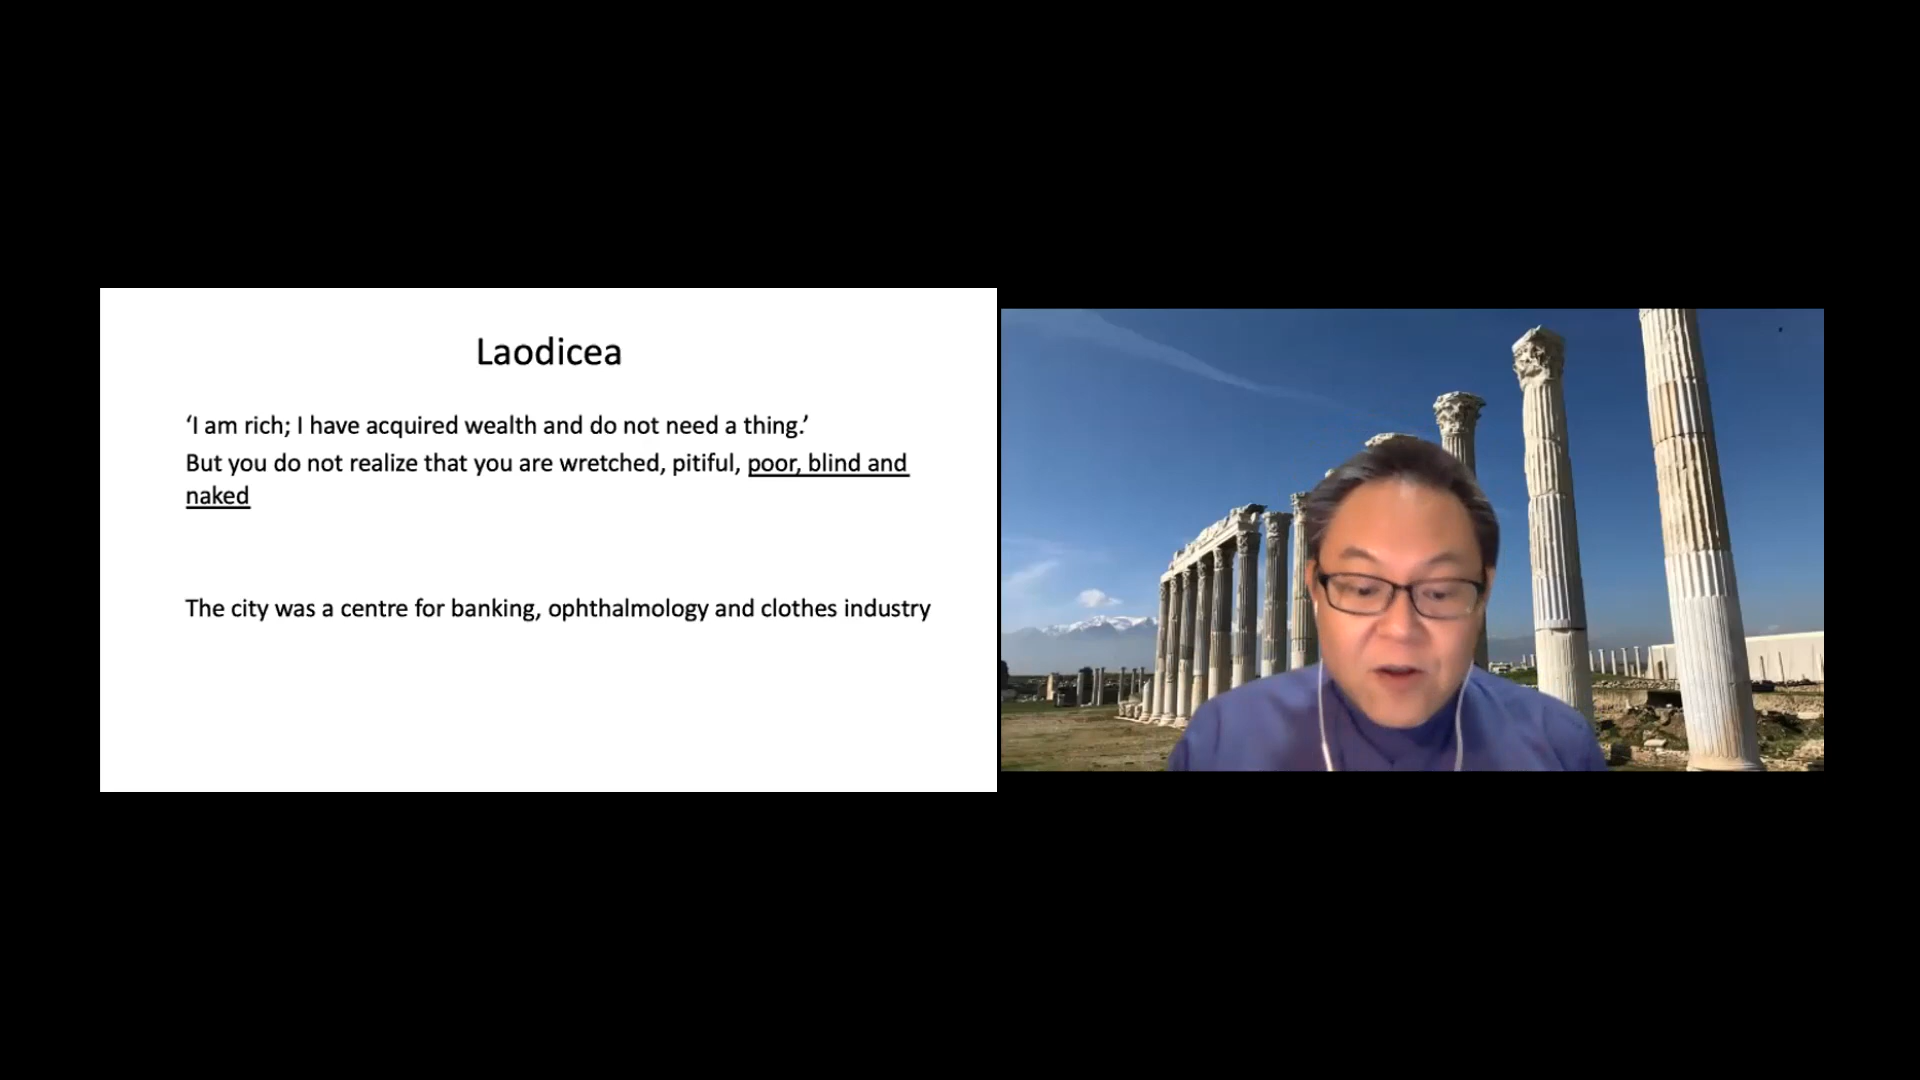 Laodicea
‘I am rich; I have acquired wealth and do not need a thing.’
But you do not realize that you are wretched, pitiful, poor, blind and
naked
The city was a centre for banking, ophthalmology and clothes industry